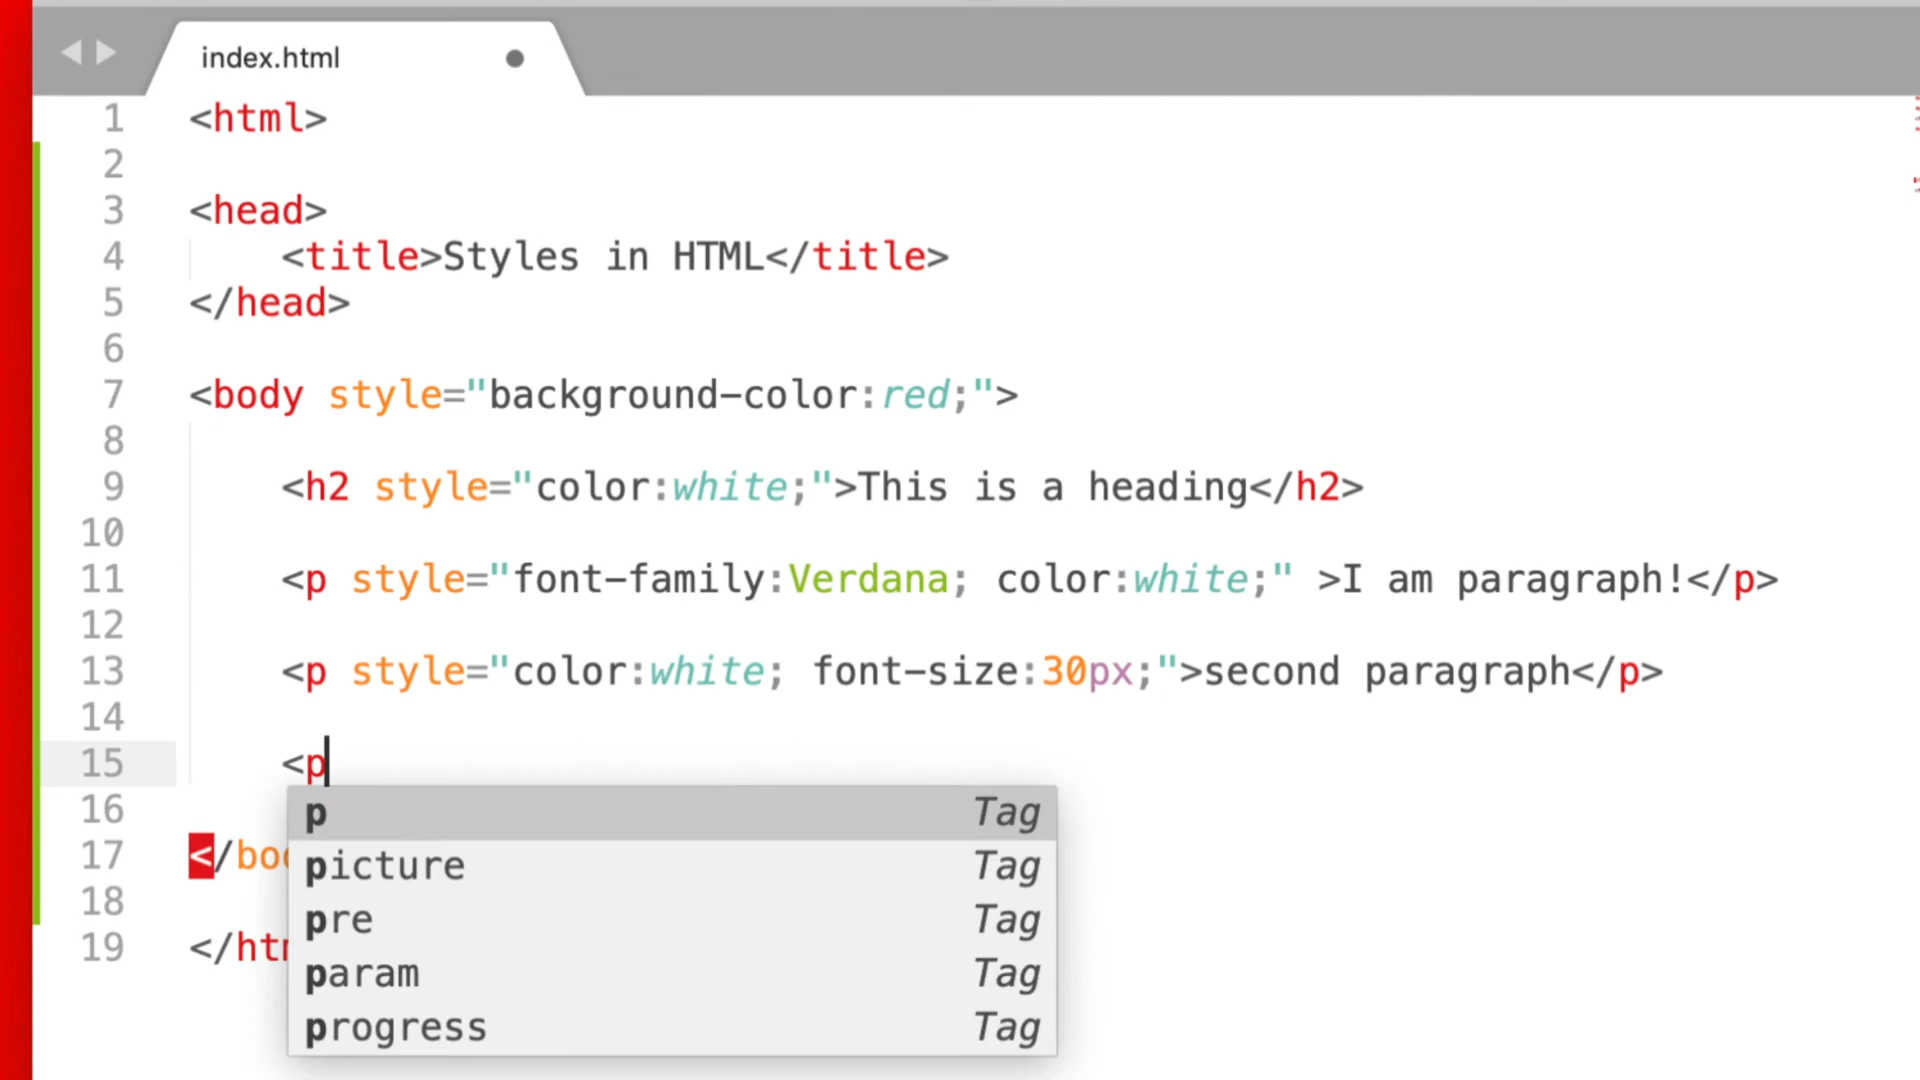 index.html
1 <html>
2
3 <head>
4 <title>Styles in HTML</title>
5 </head>
6
7 <body style="background-color:red;">
8
9 <h2 style="color:white;">This is a heading</h2>
10
11 <p style="font-family:Verdana; color:white;" >I am paragraph!</p>
12
13 <p style="color:white; font-size:30px;">second paragraph</p>
14
15 <p
16 p Tag
picture Tag
17 </bo
18 pre Tag
19 </ht
param Tag
progress Tag